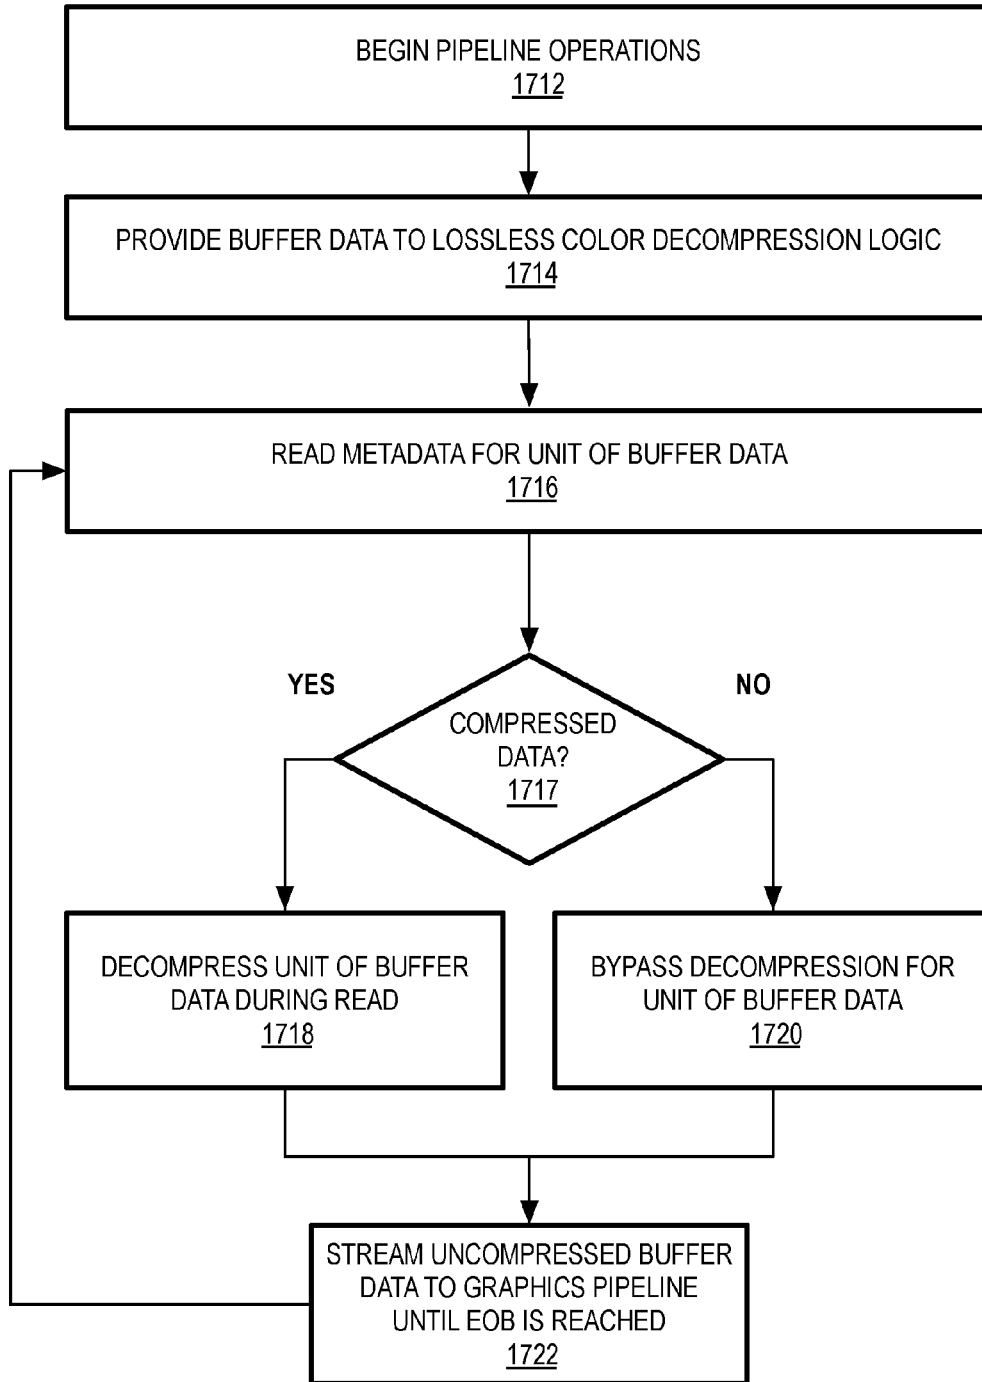 BEGIN PIPELINE OPERATIONS
1712
PROVIDE BUFFER DATA TO LOSSLESS COLOR DECOMPRESSION LOGIC
1714
READ METADATA FOR UNIT OF BUFFER DATA
1716
YES
NO
COMPRESSED
DATA?
1717
DECOMPRESS UNIT OF BUFFER
DATA DURING READ
1718
BYPASS DECOMPRESSION FOR
UNIT OF BUFFER DATA
1720
STREAM UNCOMPRESSED BUFFER
DATA TO GRAPHICS PIPELINE
UNTIL EOB IS REACHED
1722